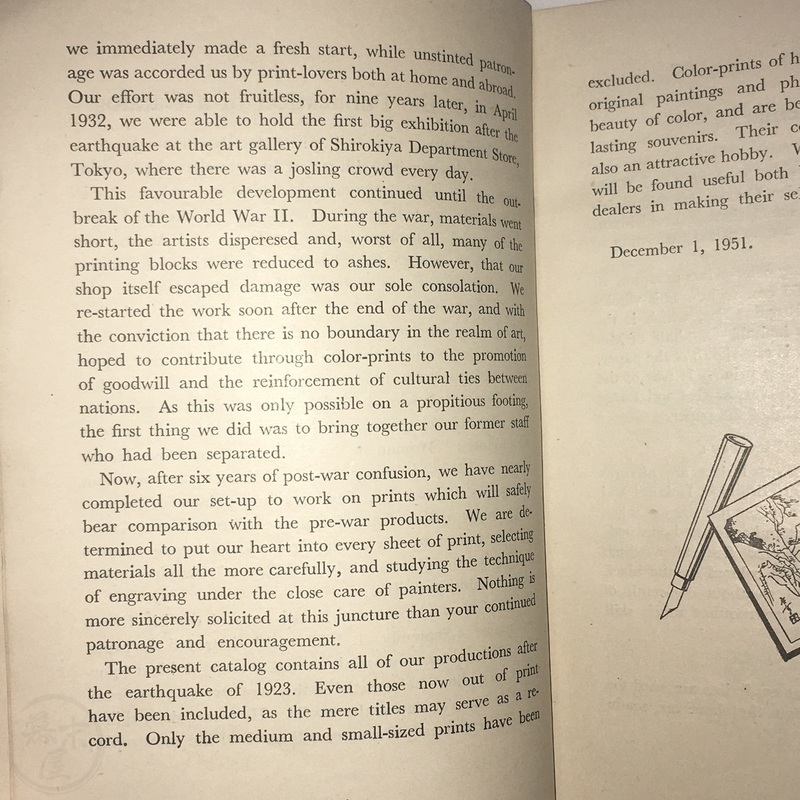 we immediately made a fresh start, while unstinted patron-
age was accorded us by print-lovers both at home and abroad.
Our effort was not fruitless, for nine years later, in April
1932, we were able to hold the first big exhibition after the
earthquake at the art gallery of Shirokiya Department Store,
Tokyo, where there was a josling crowd every day.
This favourable development continued until the out-
break of the World War II. During the war, materials went
short, the artists disperesed and, worst of all, many of the
printing blocks were reduced to ashes. However, that our
shop itself escaped damage was our sole consolation. We
re-started the work soon after the end of the war, and with
the conviction that there is no boundary in the realm of art,
hoped to contribute through color-prints to the promotion
of goodwill and the reinforcement of cultural ties between
nations. As this was only possible on a propitious footing,
the first thing we did was to bring together our former staff
who had been separated.
Now, after six years of post-war confusion, we have nearly
completed our set-up to work on prints which will safely
bear comparison with the pre-war products. We are de-
termined to put our heart into every sheet of print, selecting
materials all the more carefully, and studying the technique
of engraving under the close care of painters. Nothing is
more sincerely solicited at this juncture than your continued
patronage and encouragement.
The present catalog contains all of our productions after
the earthquake of 1923. Even those now out of print
have been included, as the mere titles may serve as a re-
cord. Only the medium and small-sized prints have been
excluded. Color-prints of h
original paintings and ph
beauty of color, and are be
lasting souvenirs. Their c
also an attractive hobby.
will be found useful both
dealers in making their se
December 1, 1951.